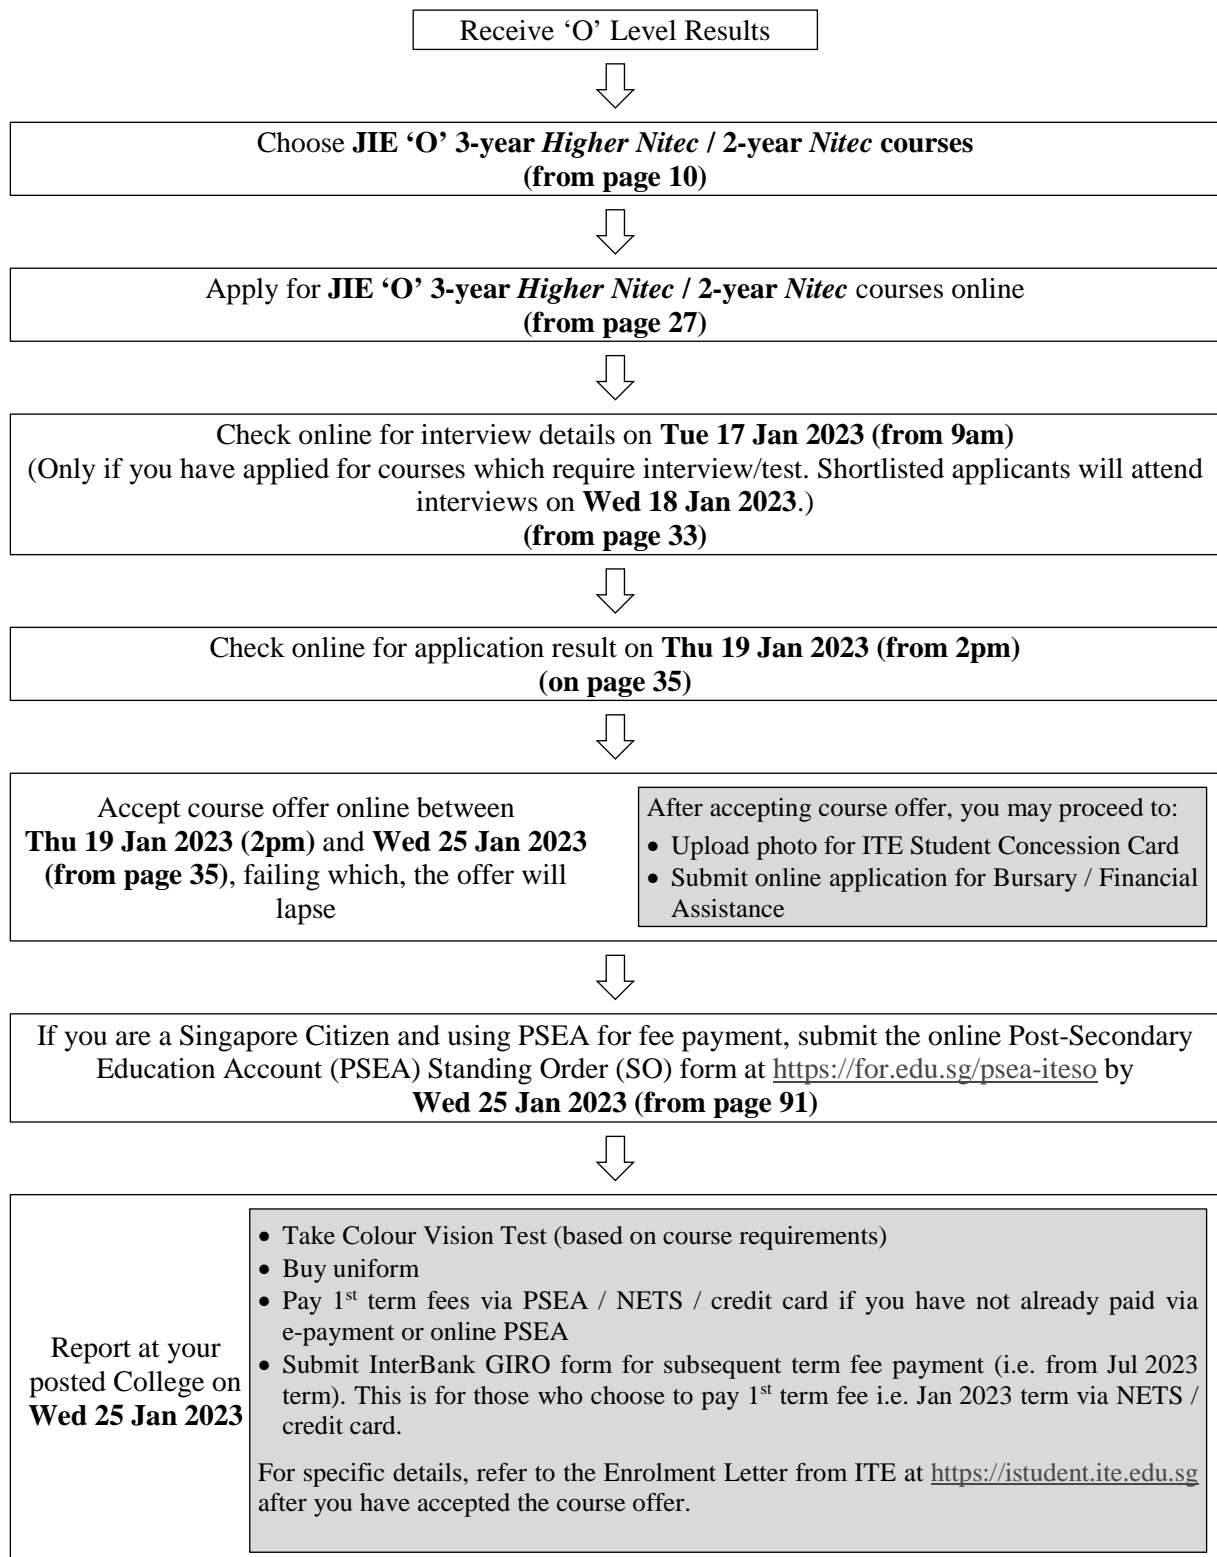 Receive ‘O’ Level Results
Choose JIE ‘O’ 3-year Higher Nitec / 2-year Nitec courses
(from page 10)
Apply for JIE ‘O’ 3-year Higher Nitec / 2-year Nitec courses online
(from page 27)
Check online for interview details on Tue 17 Jan 2023 (from 9am)
(Only if you have applied for courses which require interview/test. Shortlisted applicants will attend
interviews on Wed 18 Jan 2023.)
(from page 33)
Check online for application result on Thu 19 Jan 2023 (from 2pm)
(on page 35)
Accept course offer online between
Thu 19 Jan 2023 (2pm) and Wed 25 Jan 2023
(from page 35), failing which, the offer will
lapse
After accepting course offer, you may proceed to:
• Upload photo for ITE Student Concession Card
• Submit online application for Bursary / Financial
Assistance
If you are a Singapore Citizen and using PSEA for fee payment, submit the online Post-Secondary
Education Account (PSEA) Standing Order (SO) form at https://for.edu.sg/psea-iteso by
Wed 25 Jan 2023 (from page 91)
Report at your
posted College on
Wed 25 Jan 2023
• Take Colour Vision Test (based on course requirements)
• Buy uniform
• Pay 1st term fees via PSEA / NETS / credit card if you have not already paid via
e-payment or online PSEA
• Submit InterBank GIRO form for subsequent term fee payment (i.e. from Jul 2023
term). This is for those who choose to pay 1st term fee i.e. Jan 2023 term via NETS /
credit card.
For specific details, refer to the Enrolment Letter from ITE at https://istudent.ite.edu.sg
after you have accepted the course offer.